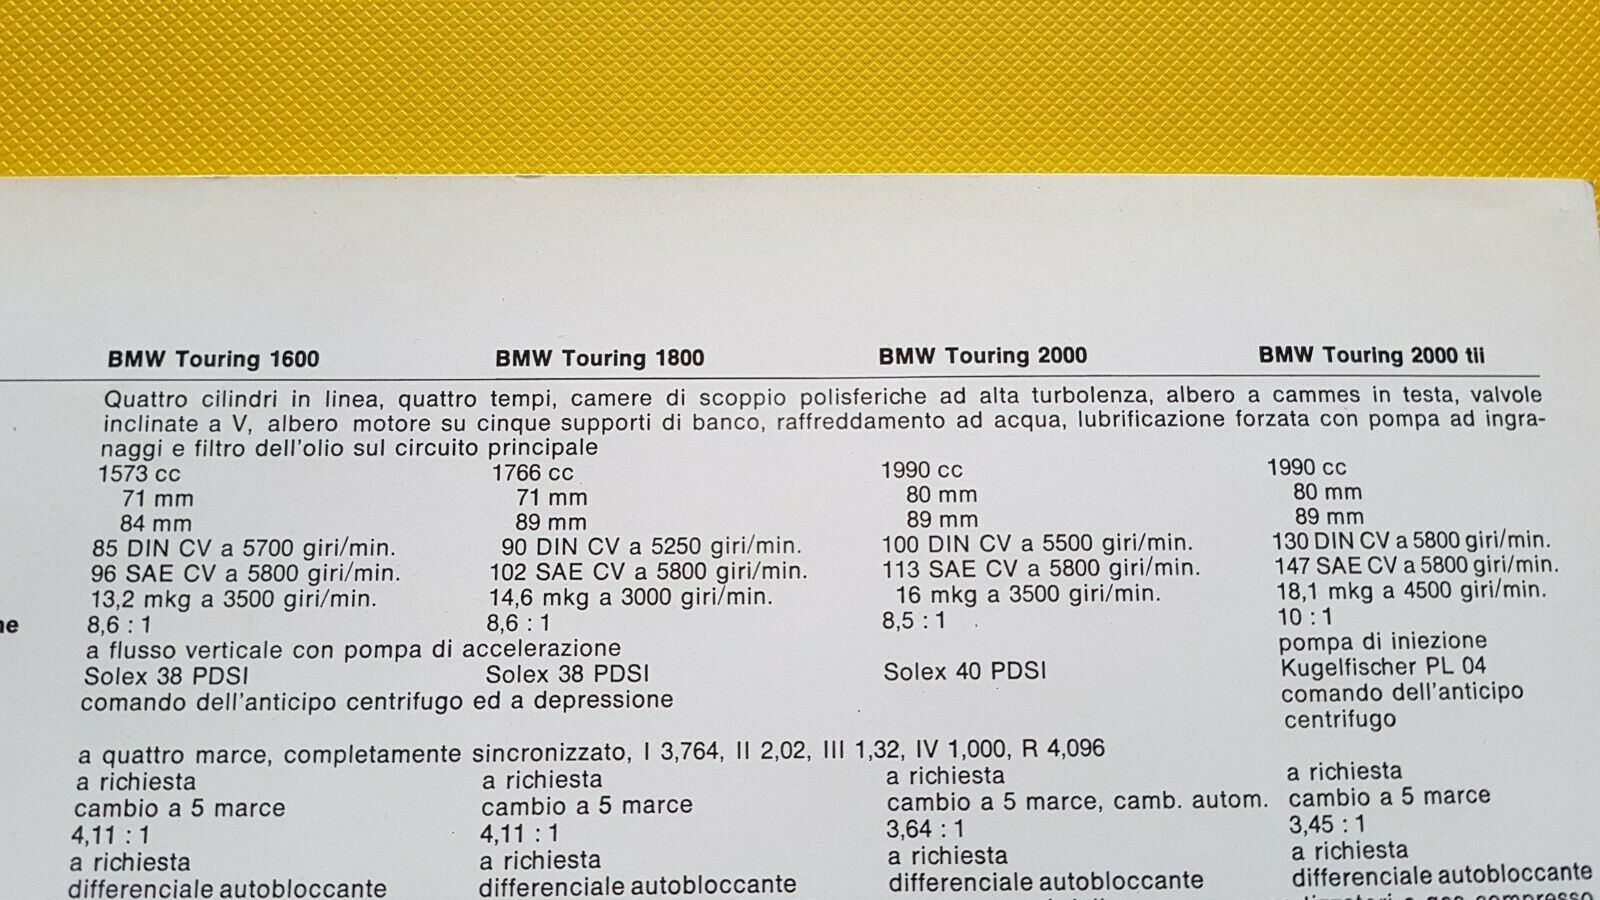 BMW Touring 1600 BMW Touring 1800 BMW Touring 2000 BMW Touring 2000 tii
Quattro cilindri in linea, quattro tempi, camere di scoppio polisferiche ad alta turbolenza, albero a cammes in testa, valvole
inclinate a V, albero motore su cinque supporti di banco, raffreddamento ad acqua, lubrificazione forzata con pompa ad ingra-
naggi e filtro dell'olio sul circuito principale
1573 cc 1766 cc 1990 cc 1990 cc
71 mm 71 mm 80 mm 80 mm
84 mm 89 mm 89 mm 89 mm
85 DIN CV a 5700 giri/min. 90 DIN CV a 5250 giri/min. 100 DIN CV a 5500 giri/min. 130 DIN CV a 5800 giri/min.
96 SAE CV a 5800 giri/min. 102 SAE CV a 5800 giri/min. 113 SAE CV a 5800 giri/min. 147 SAE CV a 5800 giri/min.
13,2 mkg a 3500 giri/min. 14,6 mkg a 3000 giri/min. 16 mkg a 3500 giri/min. 18,1 mkg a 4500 giri/min.
ne 8,6 : 1 8,6 : 1 8,5 : 1 10 : 1
a flusso verticale con pompa di accelerazione pompa di iniezione
Solex 38 PDSI Solex 38 PDSI Solex 40 PDSI Kugelfischer PL 04
comando dell'anticipo centrifugo ed a depressione comando dell'anticipo
centrifugo
a quattro marce, completamente sincronizzato, I 3,764, II 2,02, III 1,32, IV 1,000, R 4,096
a richiesta a richiesta a richiesta a richiesta
cambio a 5 marce cambio a 5 marce cambio a 5 marce, camb. autom. cambio a 5 marce
4,11 : 1 4,11 : 1 3,64 : 1 3,45 : 1
a richiesta a richiesta a richiesta a richiesta
differenziale autobloccante differenziale autobloccante differenziale autobloccante differenziale autobloccante
a gas compresso